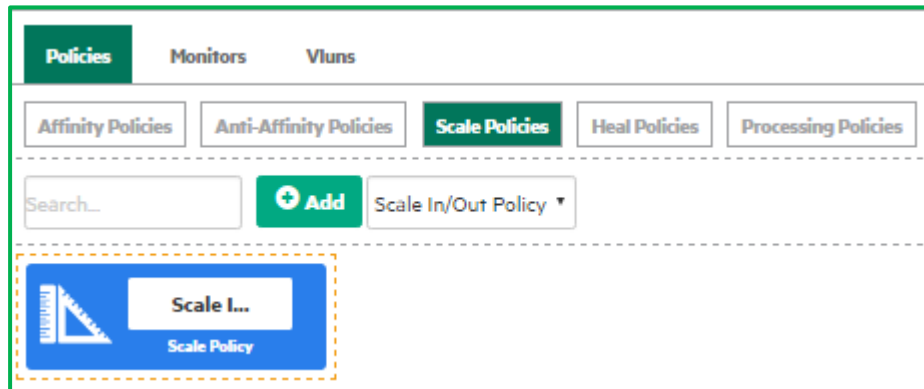 Policies Monitors Vluns
Affinity Policies Anti-Affinity Policies Scale Policies Heal Policies Processing Policies
Search... Add Scale In/Out Policy
Scale I...
Scale Policy